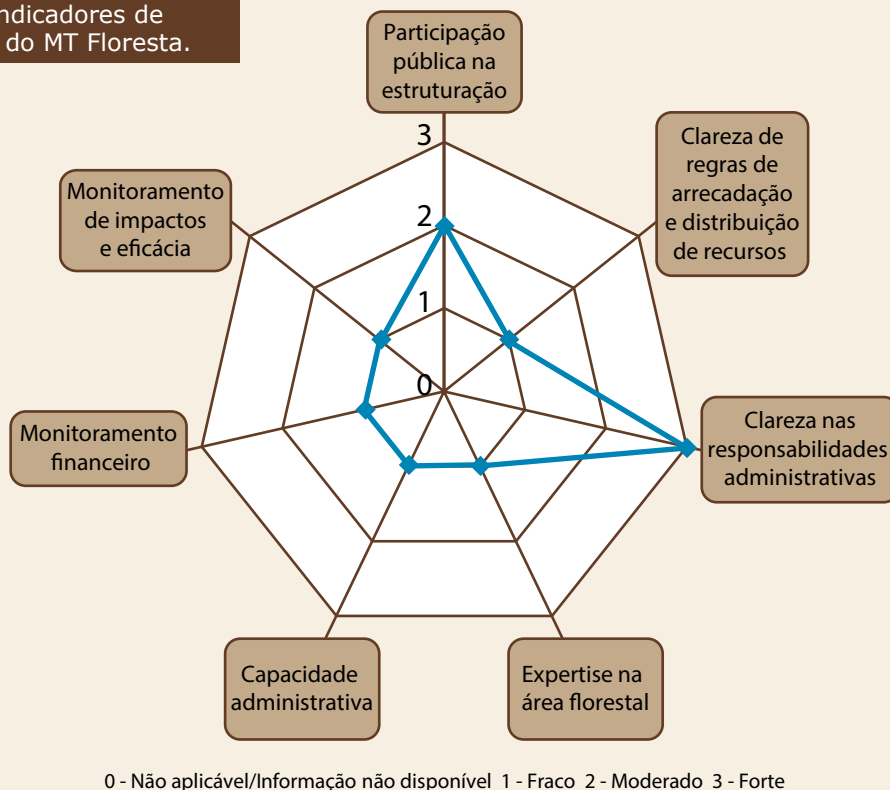 ndicadores de
do MT Floresta.
Participação
pública na
estruturação
3
Clareza de
regras de
arrecadação
e distribuição
de recursos
Monitoramento
de impactos
e eficácia
2
1
0
Clareza nas
responsabilidades
administrativas
Monitoramento
financeiro
Capacidade
administrativa
Expertise na
área florestal
0 - Não aplicável/Informação não disponível 1 - Fraco 2 - Moderado 3 - Forte